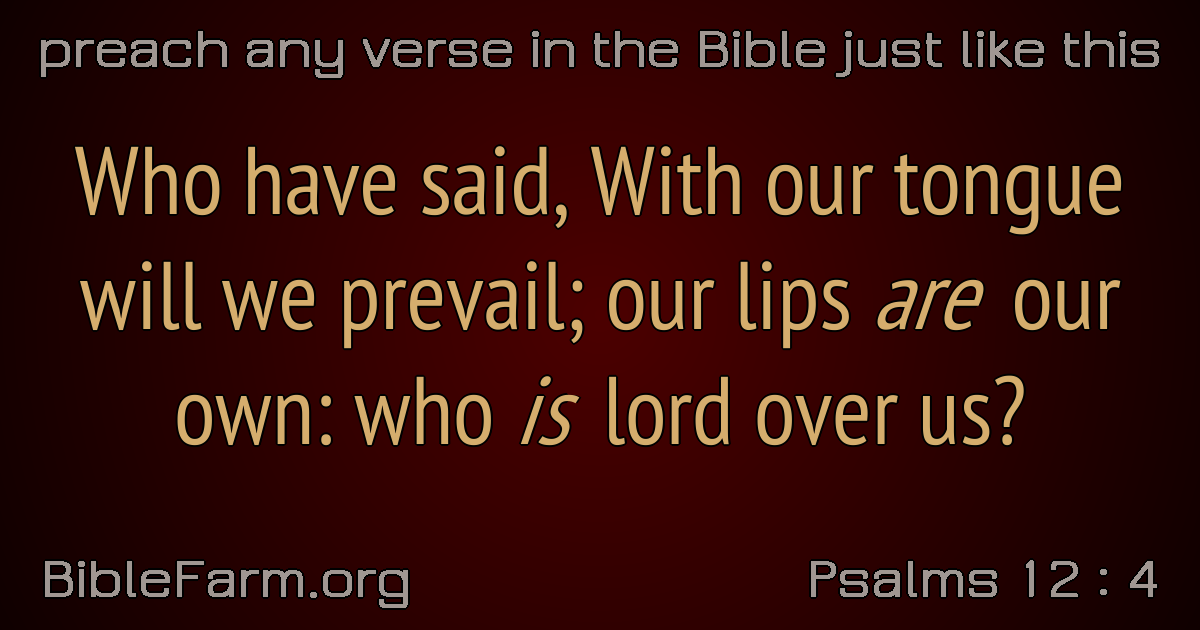 preach any verse in the Bible just like this
Who have said, With our tongue
will we prevail; our lips are our
own: who is lord over us?
BibleFarm.org
Psalms 12 : 4